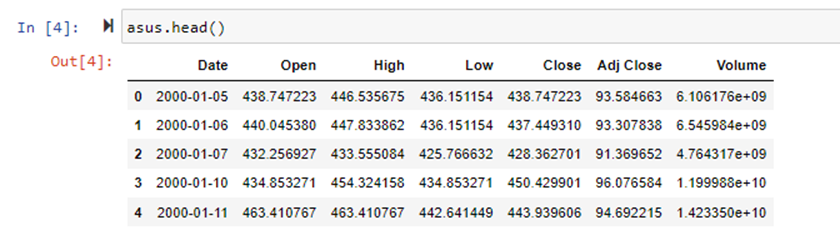 In [4]: asus.head()
Out[4]:
Date Open High Low Close Adj Close Volume
0 2000-01-05 438.747223 446.535675 436.151154 438.747223 93.584663 6.106176e+09
1 2000-01-06 440.045380 447.833862 436.151154 437.449310 93.307838 6.545984e+09
2 2000-01-07 432.256927 433.555084 425.766632 428.362701 91.369652 4.764317e+09
3 2000-01-10 434.853271 454.324158 434.853271 450.429901 96.076584 1.199988e+10
4 2000-01-11 463.410767 463.410767 442.641449 443.939606 94.692215 1.423350e+10